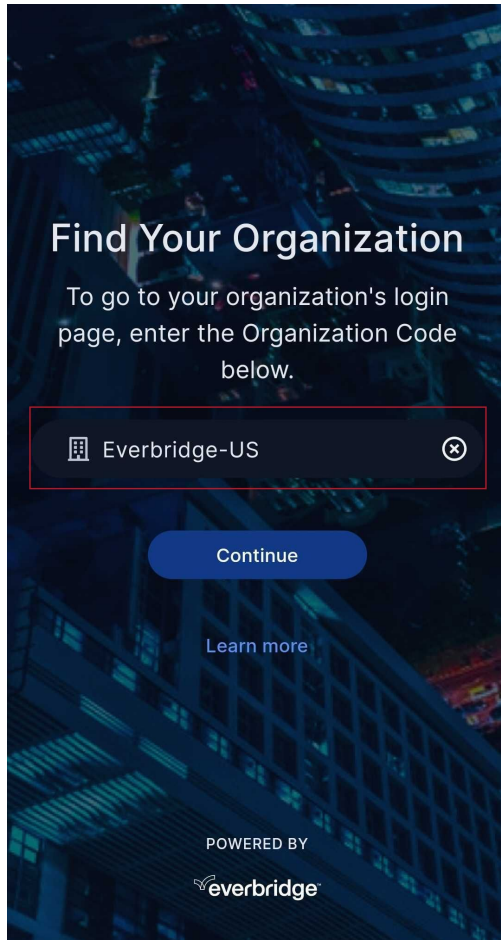 Find Your Organization
To go to your organization's login
page, enter the Organization Code
below.
Everbridge-US
Continue
Learn more
POWERED BY
everbridge